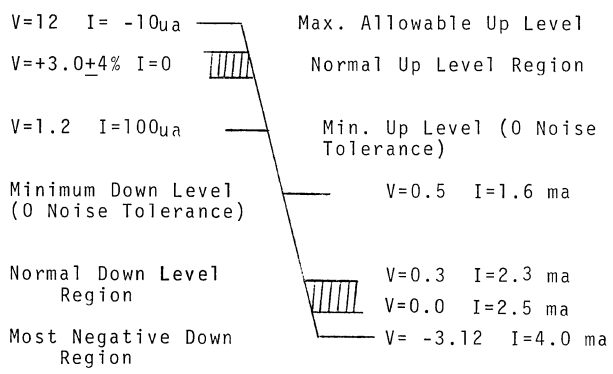 V=12 I= -10ua Max. Allowable Up Level
V=+3.0±4% I=0 Normal Up Level Region
V=1.2 I=100ua Min. Up Level (0 Noise
Tolerance)
Minimum Down Level V=0.5 I=1.6 ma
(0 Noise Tolerance)
Normal Down Level V=0.3 I=2.3 ma
Region V=0.0 I=2.5 ma
Most Negative Down V= -3.12 I=4.0 ma
Region